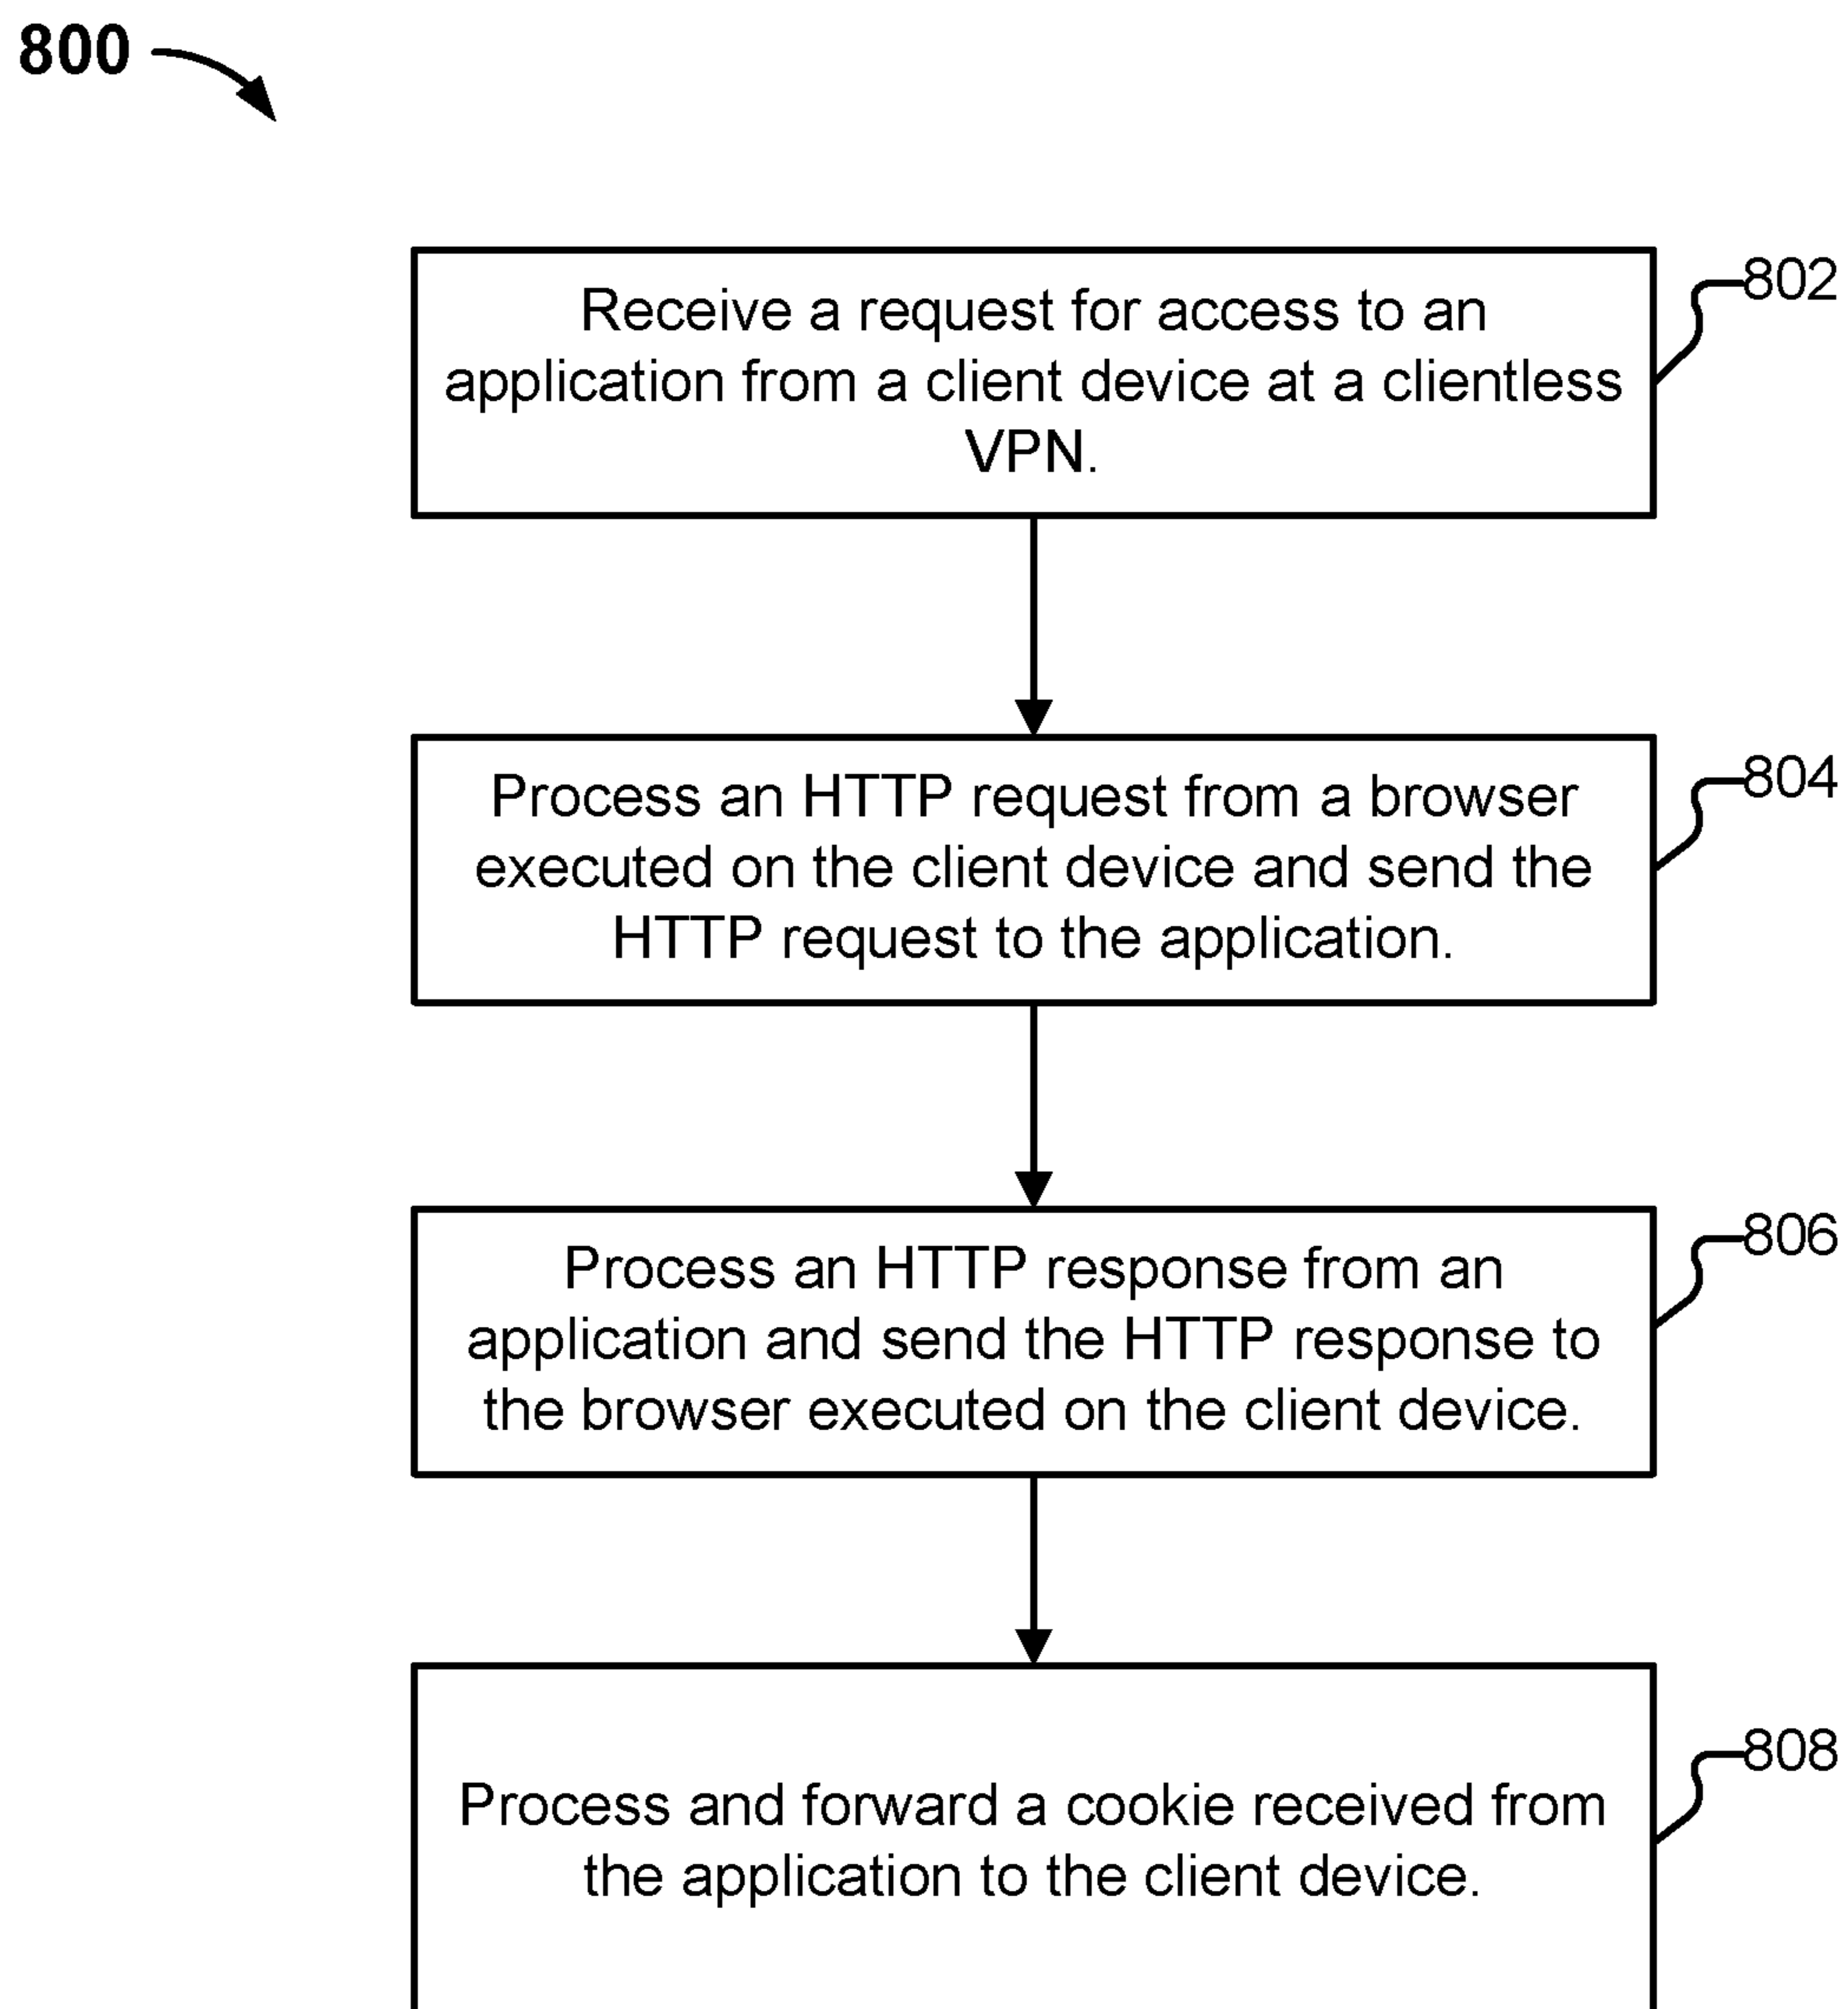 800
802
Receive a request for access to an
application from a client device at a clientless
VPN.
804
Process an HTTP request from a browser
executed on the client device and send the
HTTP request to the application.
806
Process an HTTP response from an
application and send the HTTP response to
the browser executed on the client device.
808
Process and forward a cookie received from
the application to the client device.